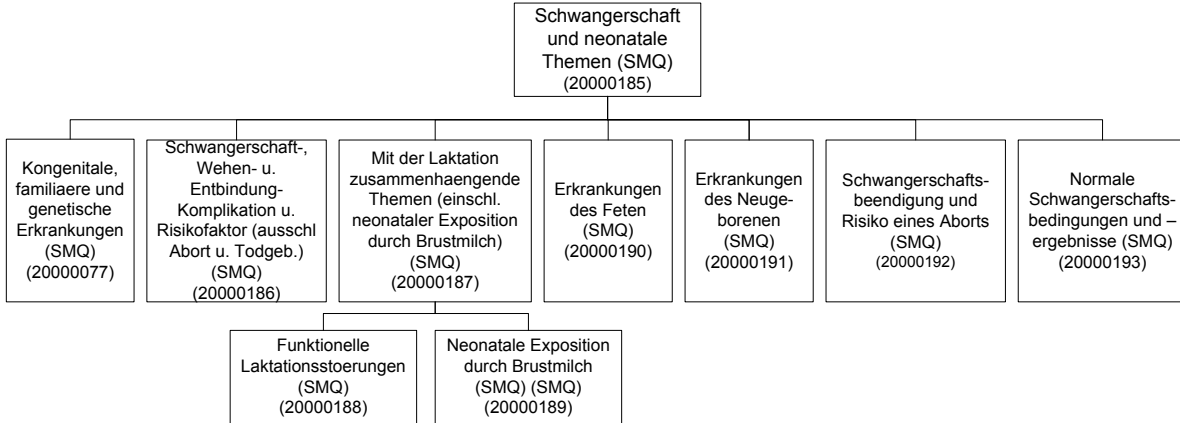 Schwangerschaft
und neonatale
Themen (SMQ)
(20000185)
Kongenitale,
familiaere und
genetische
Erkrankungen
(SMQ)
(20000077)
Schwangerschaft-,
Wehen- u.
Entbindung-
Komplikation u.
Risikofaktor (ausschl
Abort u. Todgeb.)
(SMQ)
(20000186)
Mit der Laktation
zusammenhaengende
Themen (einschl.
neonataler Exposition
durch Brustmilch)
(SMQ)
(20000187)
Erkrankungen
des Feten
(SMQ)
(20000190)
Erkrankungen
des Neuge-
borenen
(SMQ)
(20000191)
Schwangerschafts-
beendigung und
Risiko eines Aborts
(SMQ)
(20000192)
Normale
Schwangerschafts-
bedingungen und –
ergebnisse (SMQ)
(20000193)
Funktionelle
Laktationsstoerungen
(SMQ)
(20000188)
Neonatale Exposition
durch Brustmilch
(SMQ) (SMQ)
(20000189)